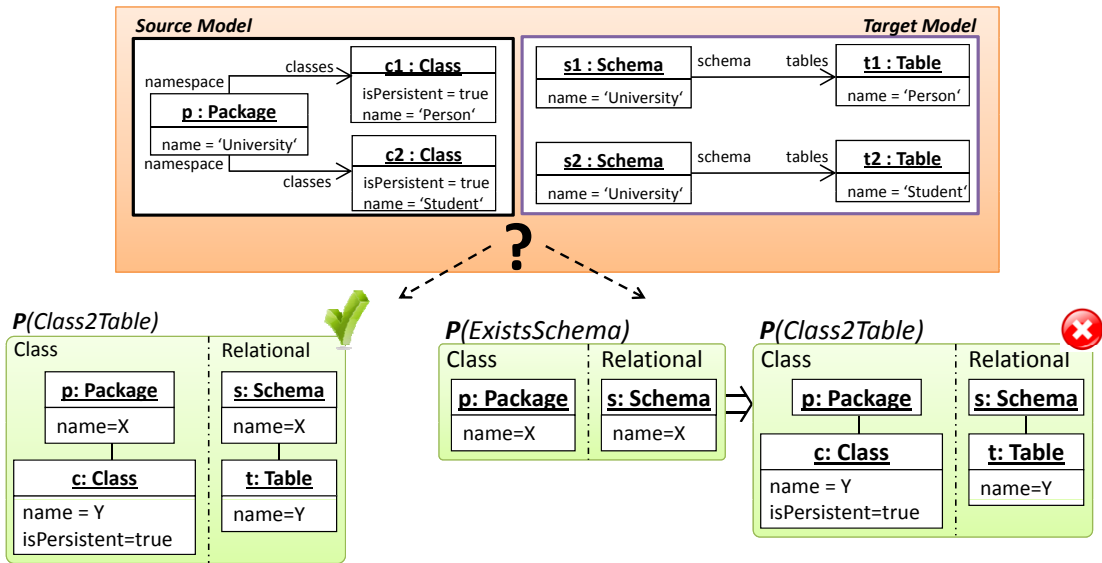 Source Model
Target Model
namespace
classes
p : Package
name = ‘University‘
namespace
classes
c1 : Class
isPersistent = true
name = ‘Person‘
c2 : Class
isPersistent = true
name = ‘Student‘
s1 : Schema
name = ‘University‘
schema
tables
t1 : Table
name = ‘Person‘
s2 : Schema
name = ‘University‘
schema
tables
t2 : Table
name = ‘Student‘
?
P(Class2Table)
Class
Relational
p: Package
name=X
s: Schema
name=X
c: Class
name = Y
isPersistent=true
t: Table
name=Y
P(ExistsSchema)
Class
Relational
p: Package
name=X
s: Schema
name=X
P(Class2Table)
Class
Relational
p: Package
s: Schema
c: Class
name = Y
isPersistent=true
t: Table
name=Y